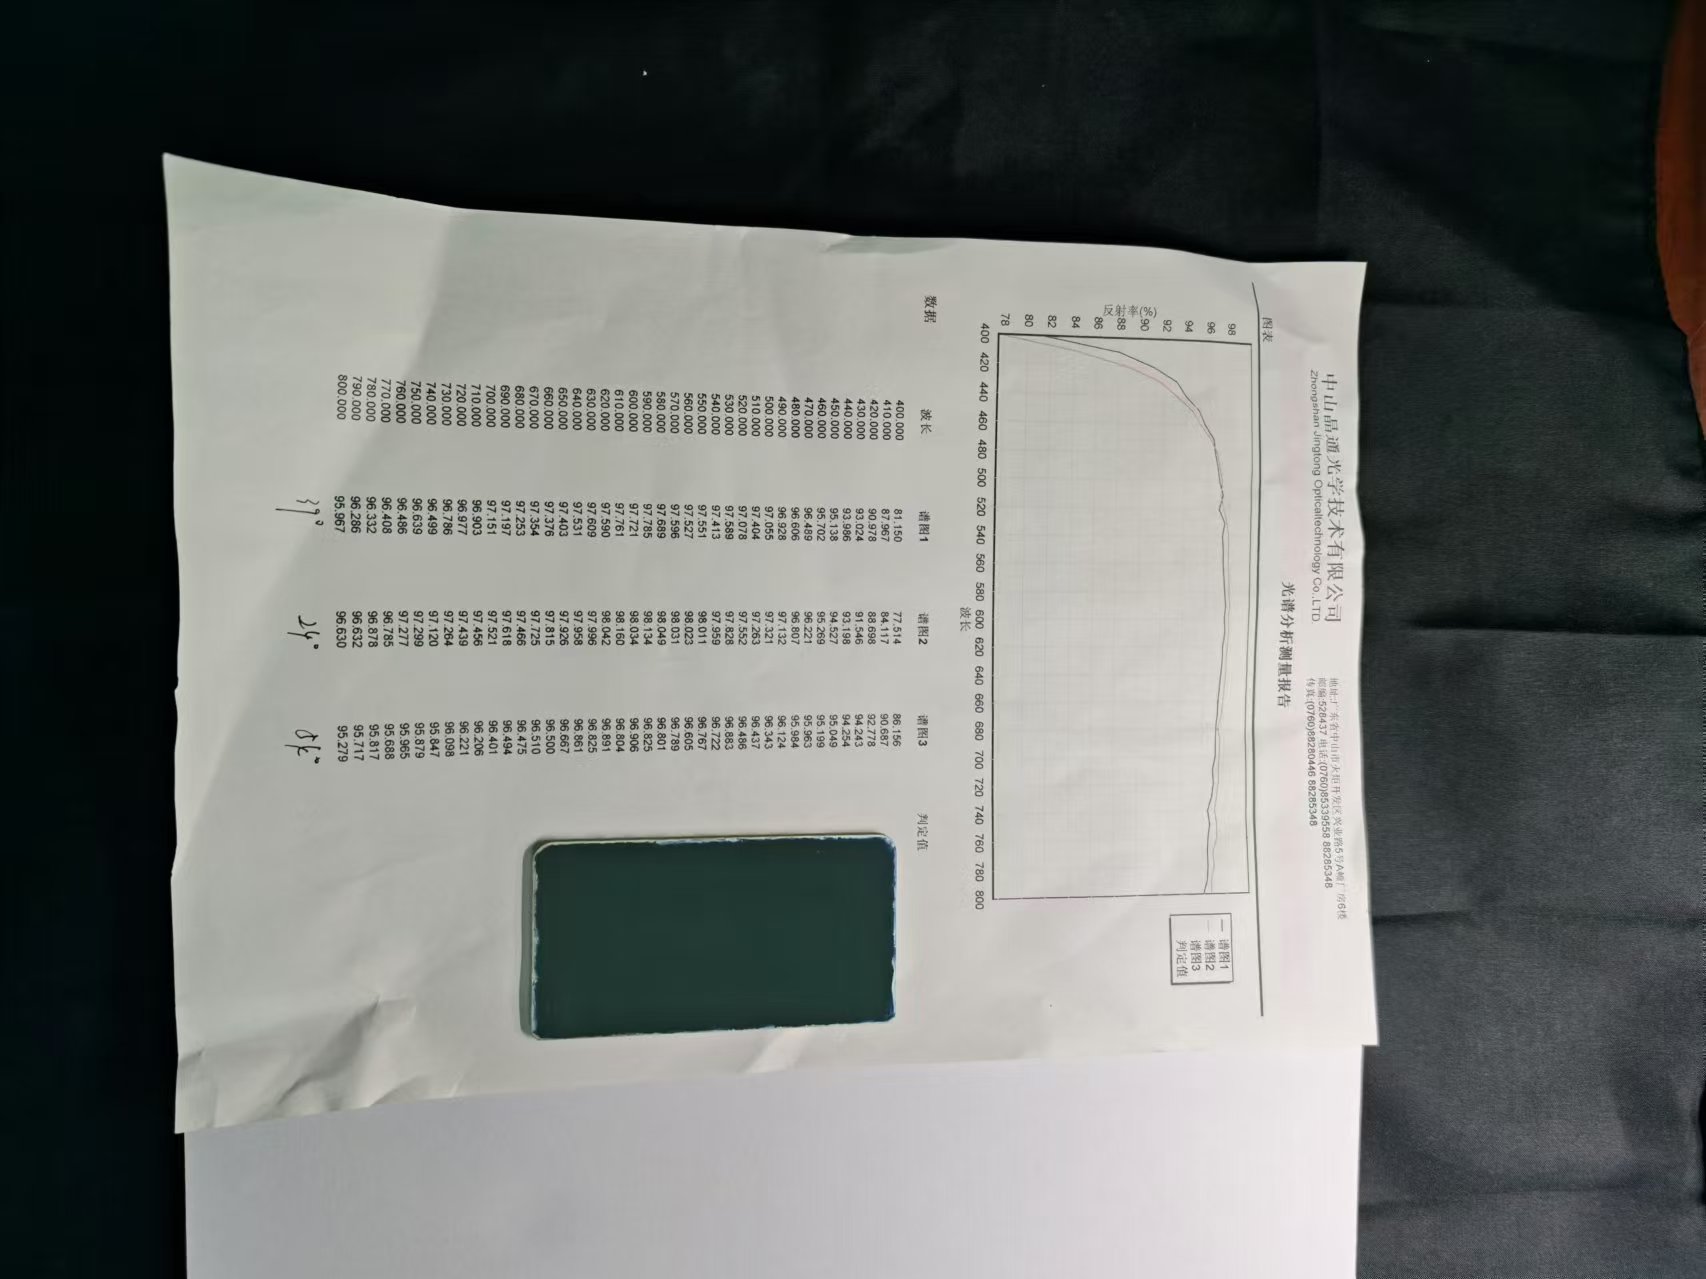 中山晶通光学技术有限公司
Zhongshan Jingtong Opticaltechnology Co.,LTD.
地址:广东省中山市火炬开发区兴业路5号A幢厂房6楼
邮编:528437 电话:(0760)85339558 88285348
传真:(0760)88280446 88285348
光谱分析测量报告
图表
反射率(%)
98
96
94
92
90
88
86
84
82
80
78
400 420 440 460 480 500 520 540 560 580 600 620 640 660 680 700 720 740 760 780 800
波长
谱图1
谱图2
谱图3
判定值
数据
波长 谱图1 谱图2 谱图3 判定值
400.000 81.150 77.514 86.156
410.000 87.967 84.117 90.687
420.000 90.978 88.698 92.778
430.000 93.024 91.546 94.243
440.000 93.986 93.198 94.254
450.000 95.138 94.527 95.049
460.000 95.702 95.269 95.199
470.000 96.489 96.221 95.963
480.000 96.606 96.807 95.984
490.000 96.928 97.132 96.124
500.000 97.055 97.321 96.343
510.000 97.404 97.263 96.437
520.000 97.078 97.552 96.486
530.000 97.589 97.828 96.883
540.000 97.413 97.959 96.722
550.000 97.551 98.011 96.767
560.000 97.527 98.023 96.605
570.000 97.596 98.031 96.789
580.000 97.689 98.049 96.801
590.000 97.785 98.134 96.825
600.000 97.721 98.034 96.906
610.000 97.761 98.160 96.804
620.000 97.590 98.042 96.891
630.000 97.609 97.996 96.825
640.000 97.531 97.958 96.861
650.000 97.403 97.926 96.667
660.000 97.376 97.815 96.500
670.000 97.354 97.725 96.510
680.000 97.253 97.466 96.475
690.000 97.197 97.618 96.494
700.000 97.151 97.521 96.401
710.000 96.903 97.456 96.206
720.000 96.977 97.439 96.221
730.000 96.786 97.264 96.098
740.000 96.499 97.120 95.847
750.000 96.639 97.299 95.879
760.000 96.486 97.277 95.965
770.000 96.408 96.785 95.688
780.000 96.332 96.878 95.817
790.000 96.286 96.632 95.717
800.000 95.967 96.630 95.279
39°